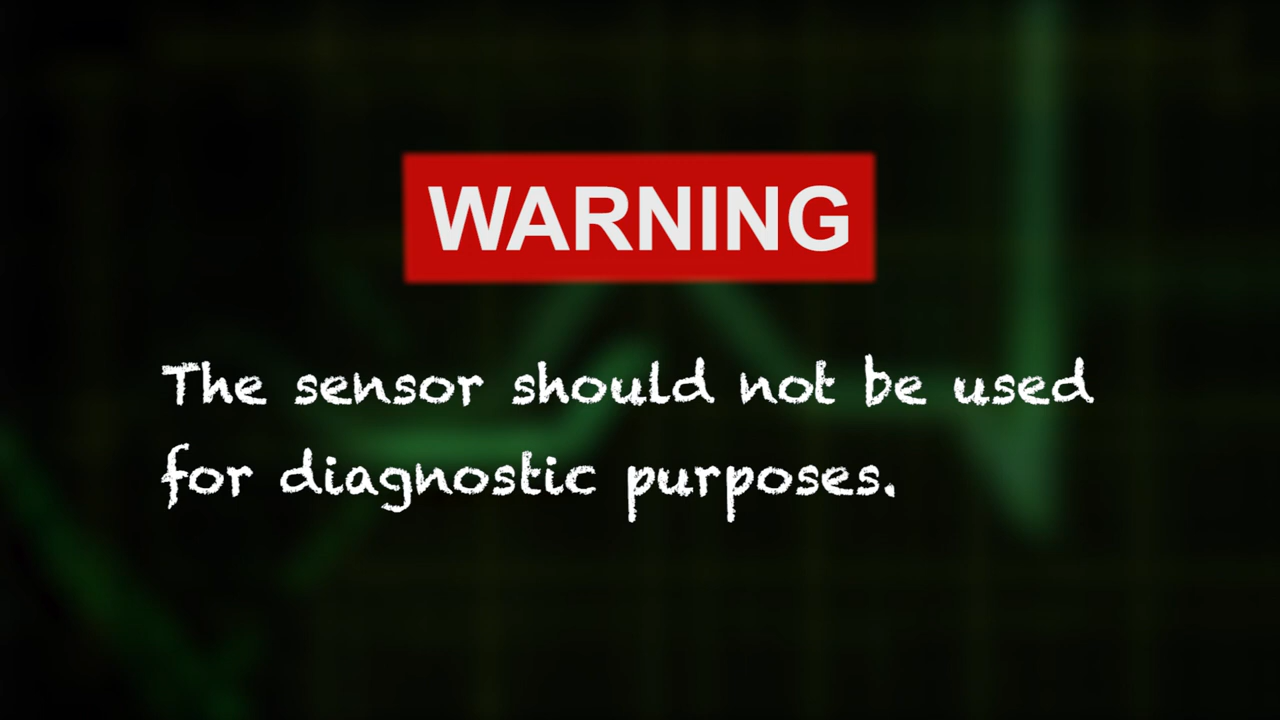 WARNING
The sensor should not be used
for diagnostic purposes.